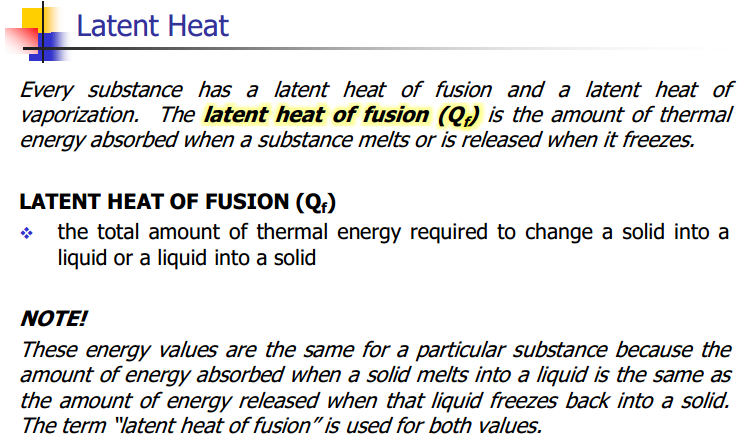 Latent Heat
Every substance has a latent heat of fusion and a latent heat of
vaporization. The latent heat of fusion (Qf) is the amount of thermal
energy absorbed when a substance melts or is released when it freezes.
LATENT HEAT OF FUSION (Qf)
❖ the total amount of thermal energy required to change a solid into a
liquid or a liquid into a solid
NOTE!
These energy values are the same for a particular substance because the
amount of energy absorbed when a solid melts into a liquid is the same as
the amount of energy released when that liquid freezes back into a solid.
The term “latent heat of fusion” is used for both values.